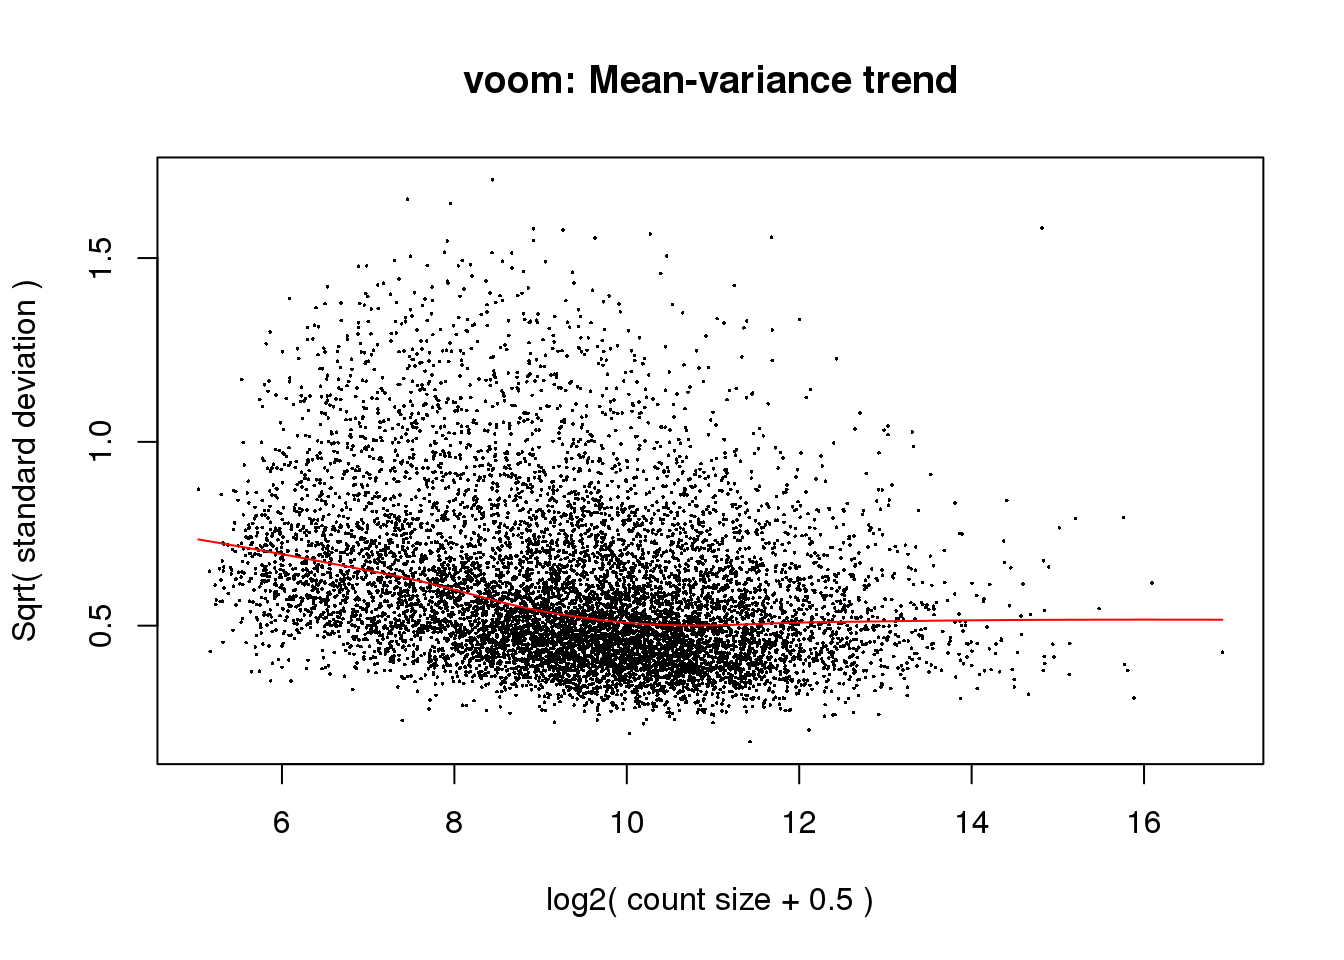 voom: Mean-variance trend
Sqrt( standard deviation )
1.5
1.0
0.5
6 8 10 12 14 16
log2( count size + 0.5 )